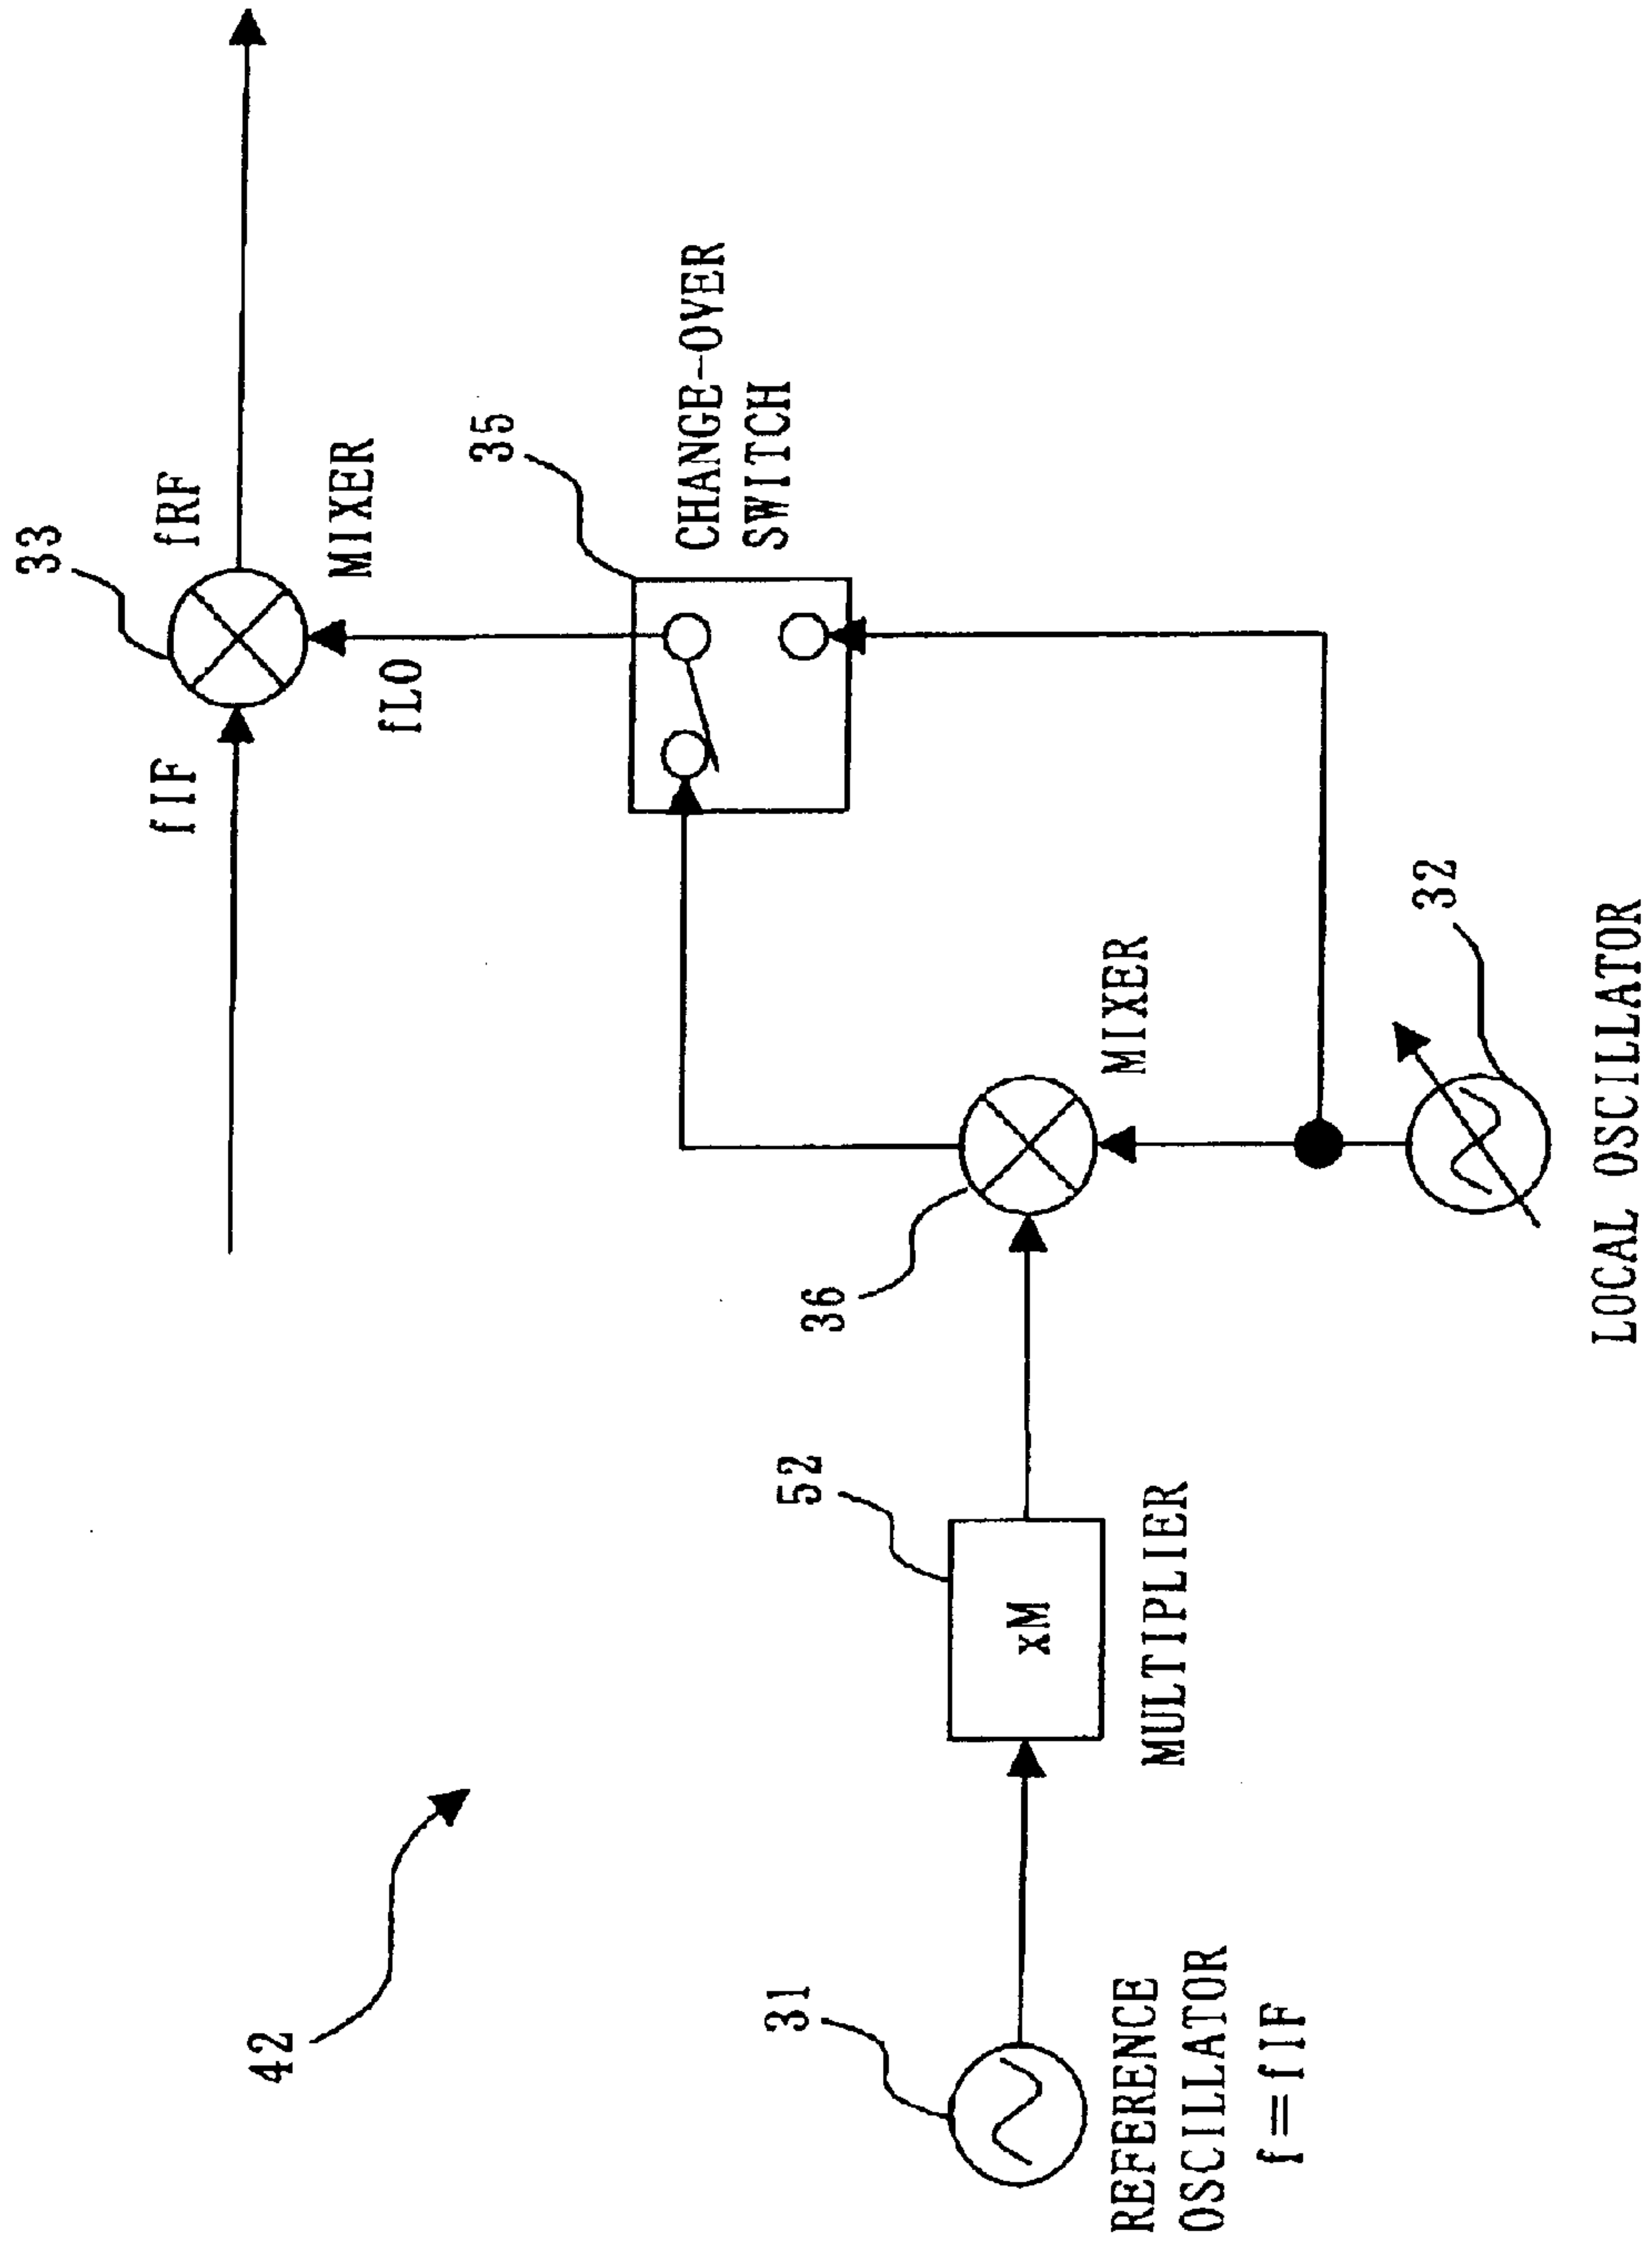 42
33
fIF
fRF
MIXER
fLO
35
CHANGE-OVER
SWITCH
31
REFERENCE
OSCILLATOR
f=fIF
52
xM
MULTIPLIER
36
MIXER
32
LOCAL OSCILLATOR